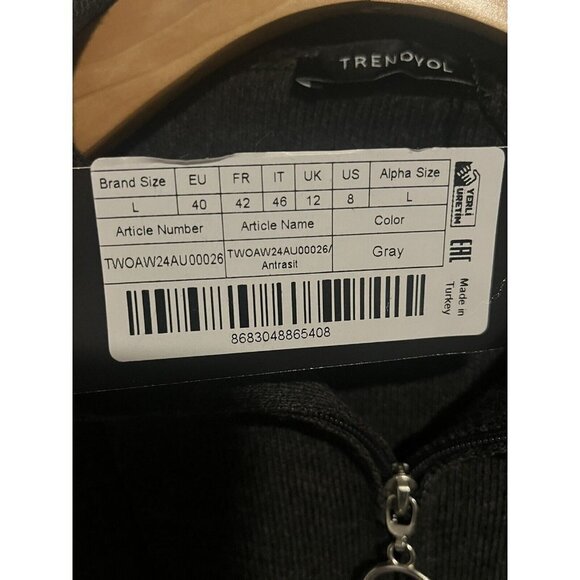 TRENDYOL
Brand Size EU FR IT UK US Alpha Size
L 40 42 46 12 8 L
Article Number Article Name Color
TWOAW24AU00026 TWOAW24AU00026/ Gray
Antrasit
8683048865408
YERLİ
ÜRETİM
EAC
Made in
Turkey